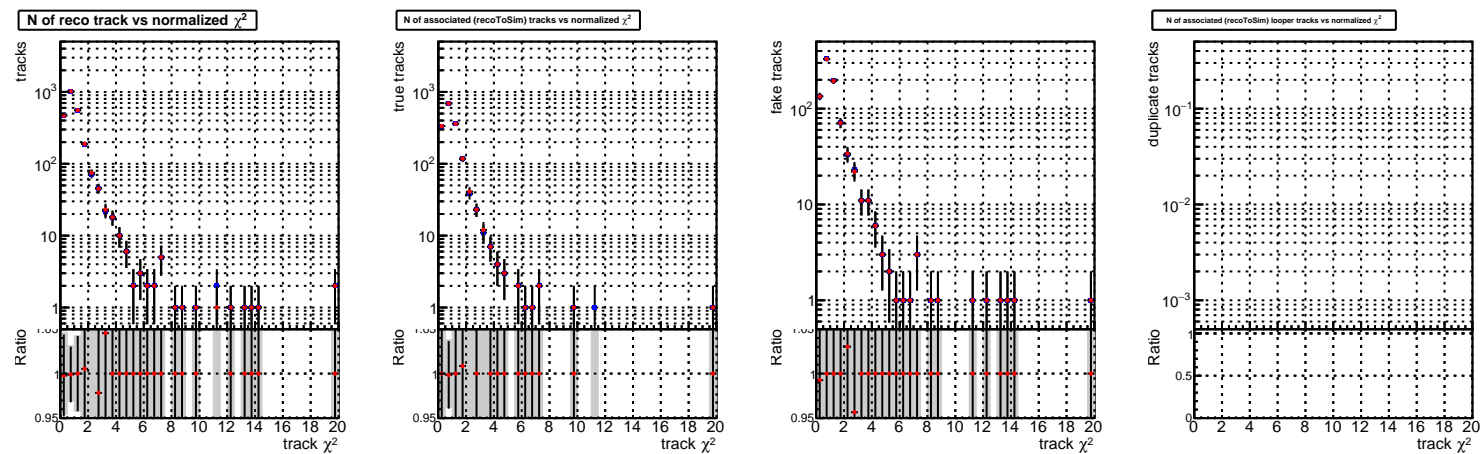 N of reco track vs normalized χ²
tracks
10³
10²
10
1
Ratio
1
0.95
0 2 4 6 8 10 12 14 16 18 20
track χ²
N of associated (recoToSim) tracks vs normalized χ²
true tracks
10³
10²
10
1
Ratio
1
0.95
0 2 4 6 8 10 12 14 16 18 20
track χ²
fake tracks
10²
10
1
Ratio
1
0.95
0 2 4 6 8 10 12 14 16 18 20
track χ²
N of associated (recoToSim) looper tracks vs normalized χ²
duplicate tracks
10⁻¹
10⁻²
10⁻³
Ratio
1
0.5
0
0 2 4 6 8 10 12 14 16 18 20
track χ²